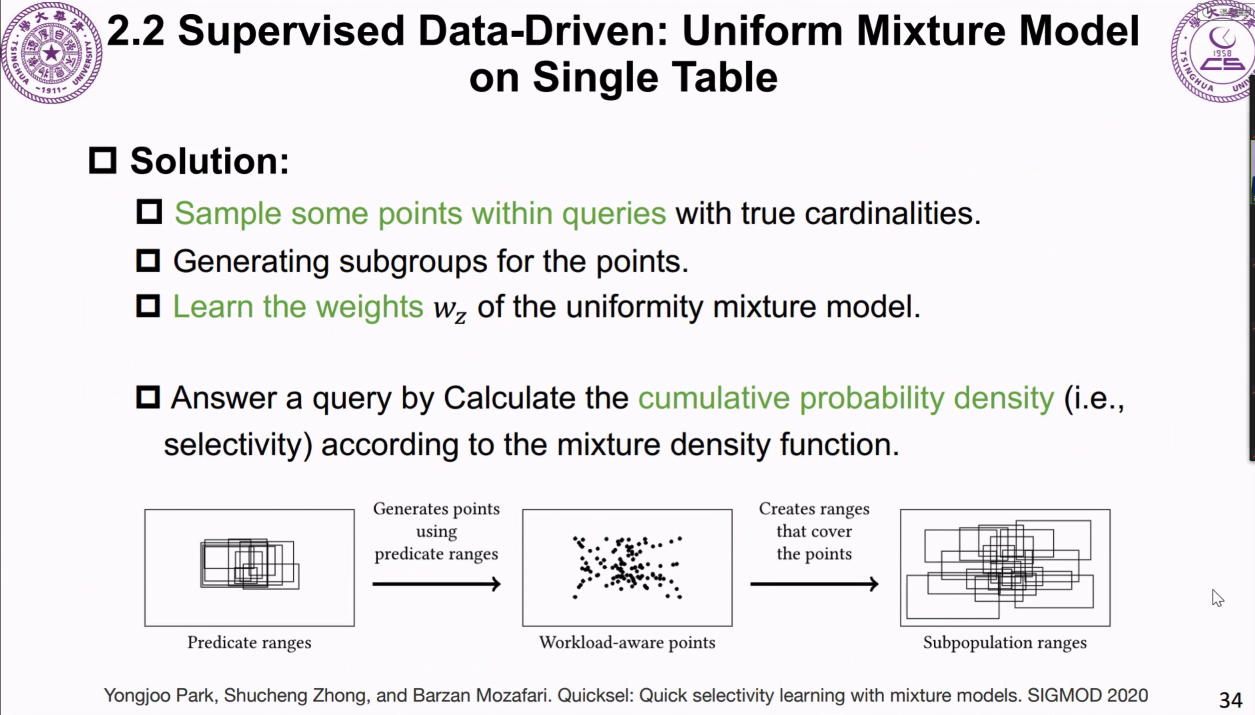 2.2 Supervised Data-Driven: Uniform Mixture Model
on Single Table
TSINGHUA UNIVERSITY
-1911-
1958
Solution:
Sample some points within queries with true cardinalities.
Generating subgroups for the points.
Learn the weights w_z of the uniformity mixture model.
Answer a query by Calculate the cumulative probability density (i.e.,
selectivity) according to the mixture density function.
Generates points
using
predicate ranges
Creates ranges
that cover
the points
Predicate ranges
Workload-aware points
Subpopulation ranges
Yongjoo Park, Shucheng Zhong, and Barzan Mozafari. Quicksel: Quick selectivity learning with mixture models. SIGMOD 2020
34